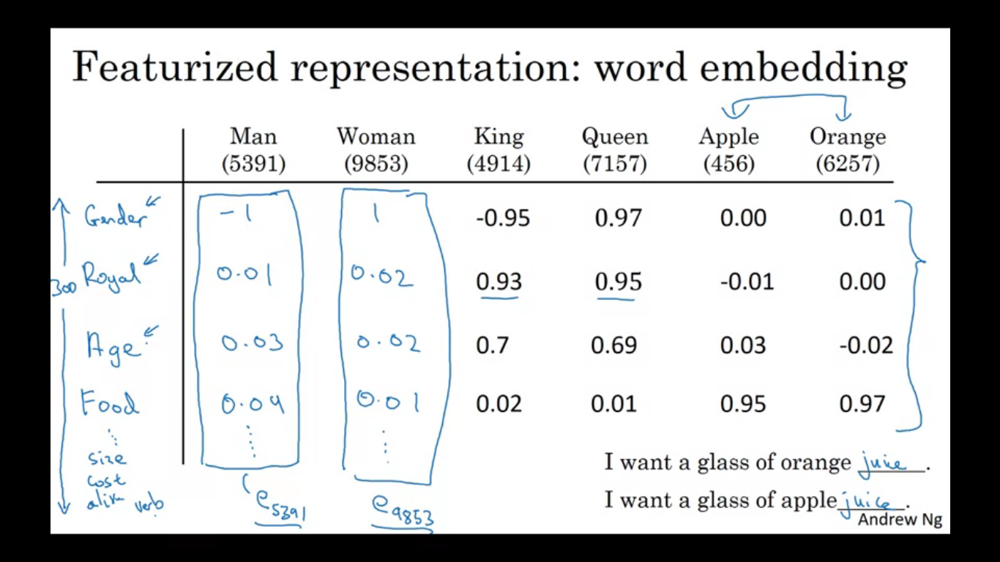 Featurized representation: word embedding
Man Woman King Queen Apple Orange
(5391) (9853) (4914) (7157) (456) (6257)
Gender -1 1 -0.95 0.97 0.00 0.01
300 Royal 0.01 0.02 0.93 0.95 -0.01 0.00
Age 0.03 0.02 0.7 0.69 0.03 -0.02
Food 0.04 0.01 0.02 0.01 0.95 0.97
size
cost
alive verb
e5391 e9853
I want a glass of orange juice.
I want a glass of apple juice.
Andrew Ng